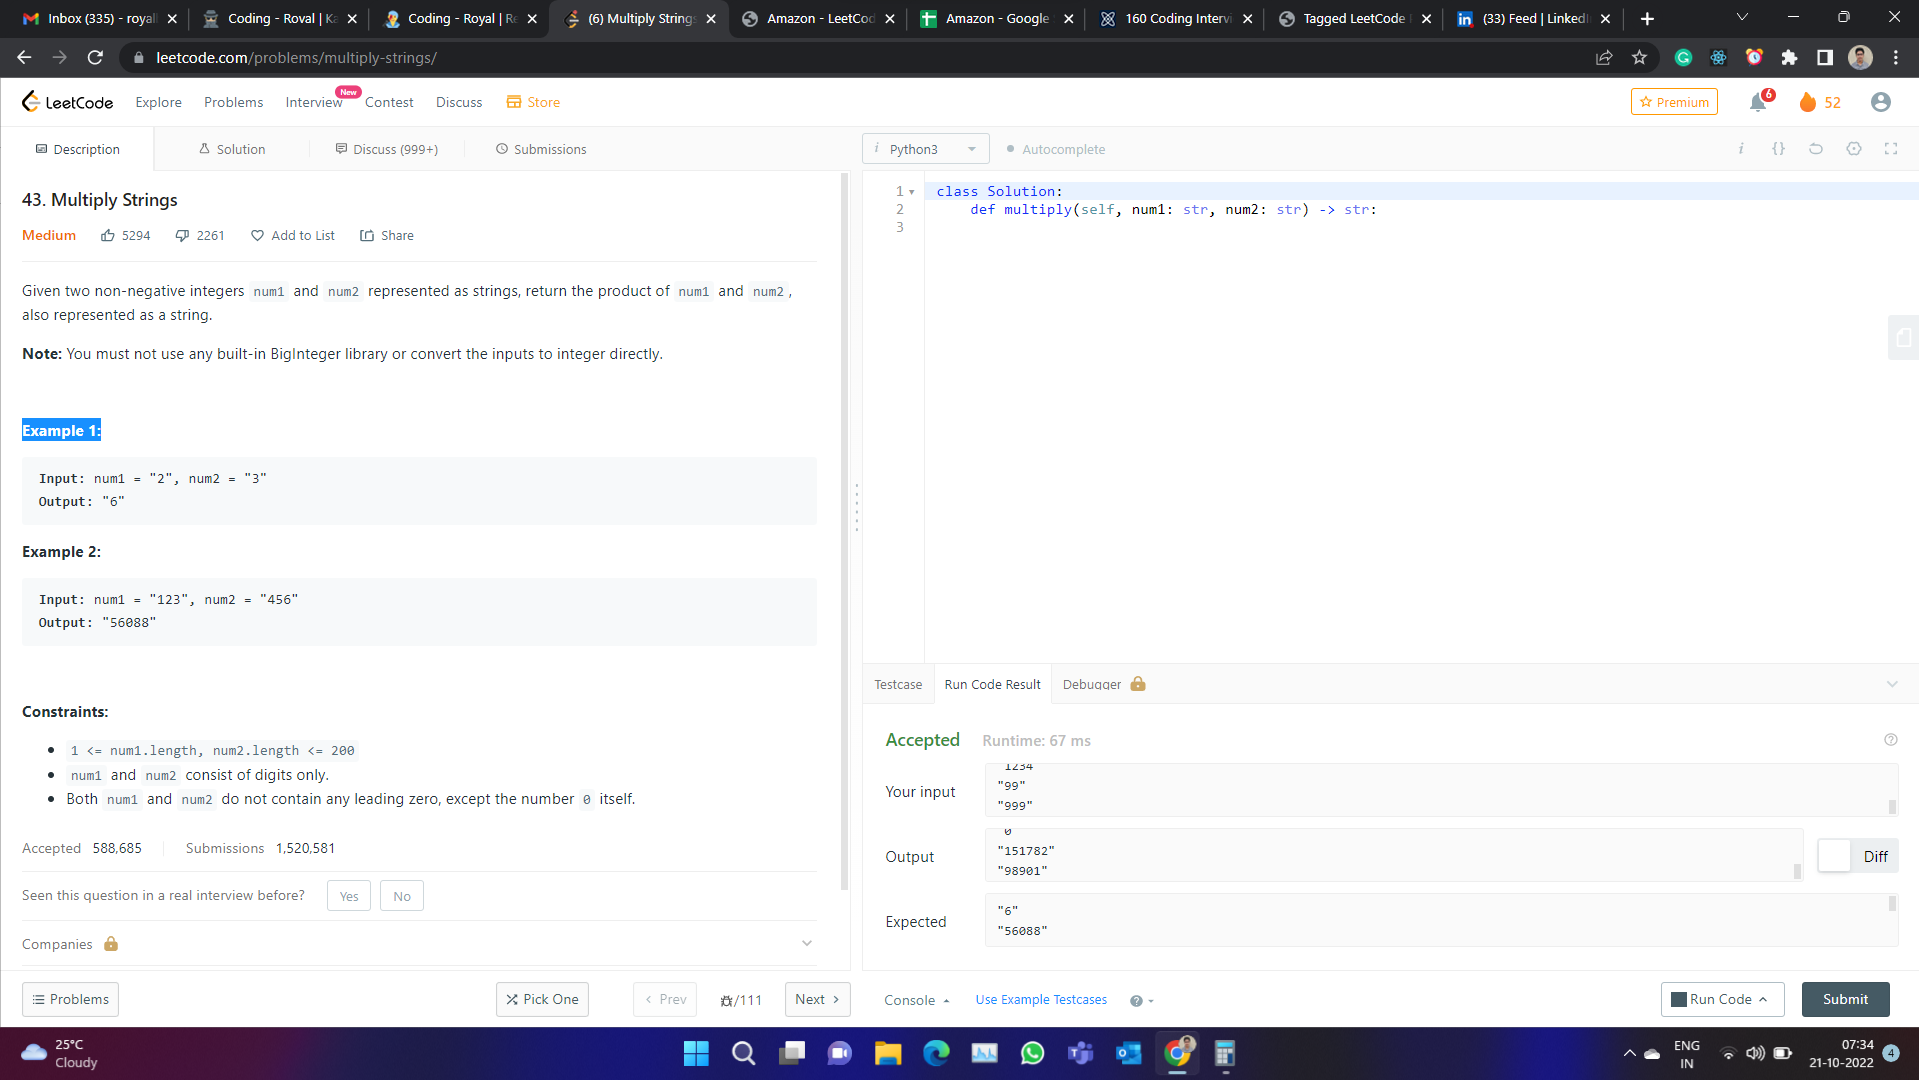 Inbox (335) - royall
Coding - Royal | Ka
Coding - Royal | Re
(6) Multiply Strings
Amazon - LeetCod
Amazon - Google S
160 Coding Intervi
Tagged LeetCode
(33) Feed | LinkedI
leetcode.com/problems/multiply-strings/
LeetCode
Explore
Problems
Interview
New
Contest
Discuss
Store
Premium
6
52
Description
Solution
Discuss (999+)
Submissions
i Python3
Autocomplete
43. Multiply Strings
Medium
5294
2261
Add to List
Share
Given two non-negative integers num1 and num2 represented as strings, return the product of num1 and num2,
also represented as a string.
Note: You must not use any built-in BigInteger library or convert the inputs to integer directly.
Example 1:
Input: num1 = "2", num2 = "3"
Output: "6"
Example 2:
Input: num1 = "123", num2 = "456"
Output: "56088"
Constraints:
1 <= num1.length, num2.length <= 200
num1 and num2 consist of digits only.
Both num1 and num2 do not contain any leading zero, except the number 0 itself.
Accepted 588,685
Submissions 1,520,581
Seen this question in a real interview before?
Yes
No
Companies
Problems
Pick One
Prev
/111
Next
1 class Solution:
2 def multiply(self, num1: str, num2: str) -> str:
3
Testcase
Run Code Result
Debugger
Accepted
Runtime: 67 ms
Your input
1234
"99"
"999"
Output
0
"151782"
"98901"
Diff
Expected
"6"
"56088"
Console
Use Example Testcases
Run Code
Submit
25°C
Cloudy
ENG
IN
07:34
21-10-2022
4